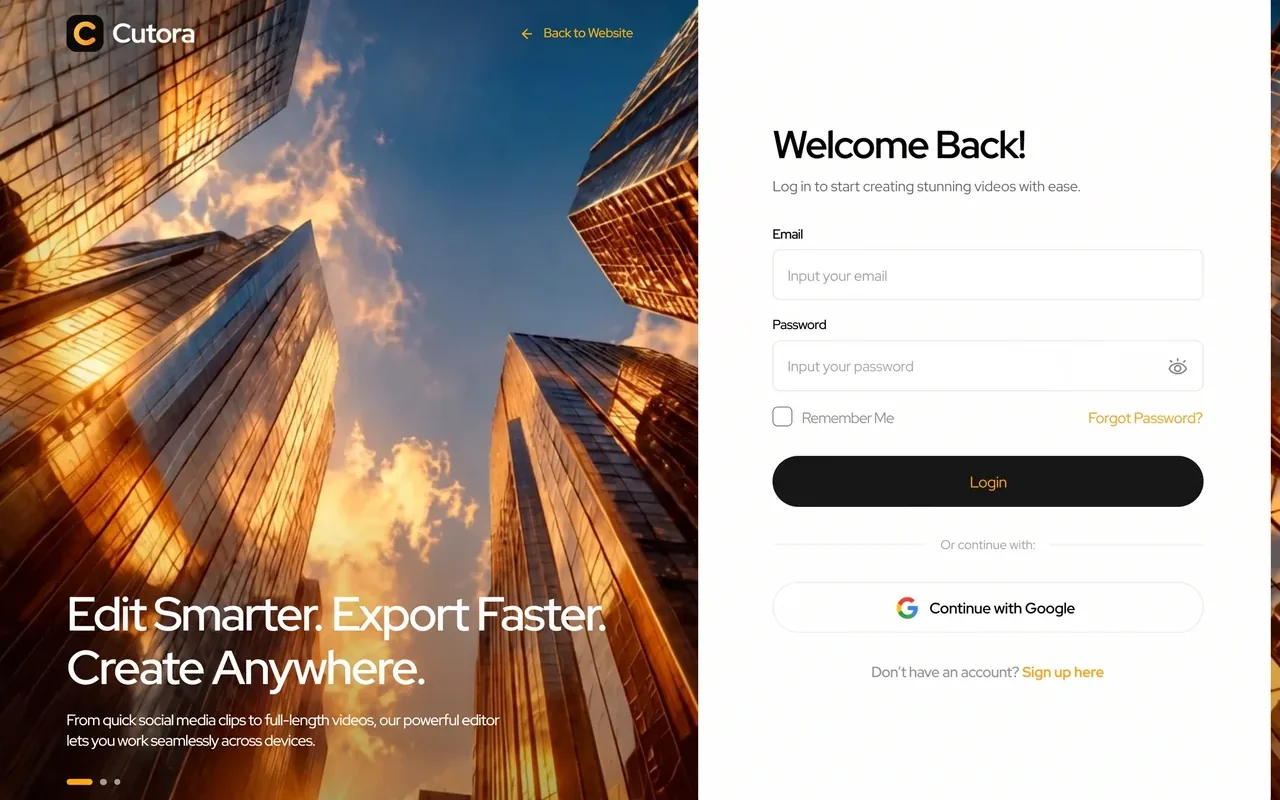 Cutora
Back to Website
Edit Smarter. Export Faster.
Create Anywhere.
From quick social media clips to full-length videos, our powerful editor
lets you work seamlessly across devices.
Welcome Back!
Log in to start creating stunning videos with ease.
Email
Input your email
Password
Input your password
Remember Me
Forgot Password?
Login
Or continue with:
Continue with Google
Don't have an account? Sign up here